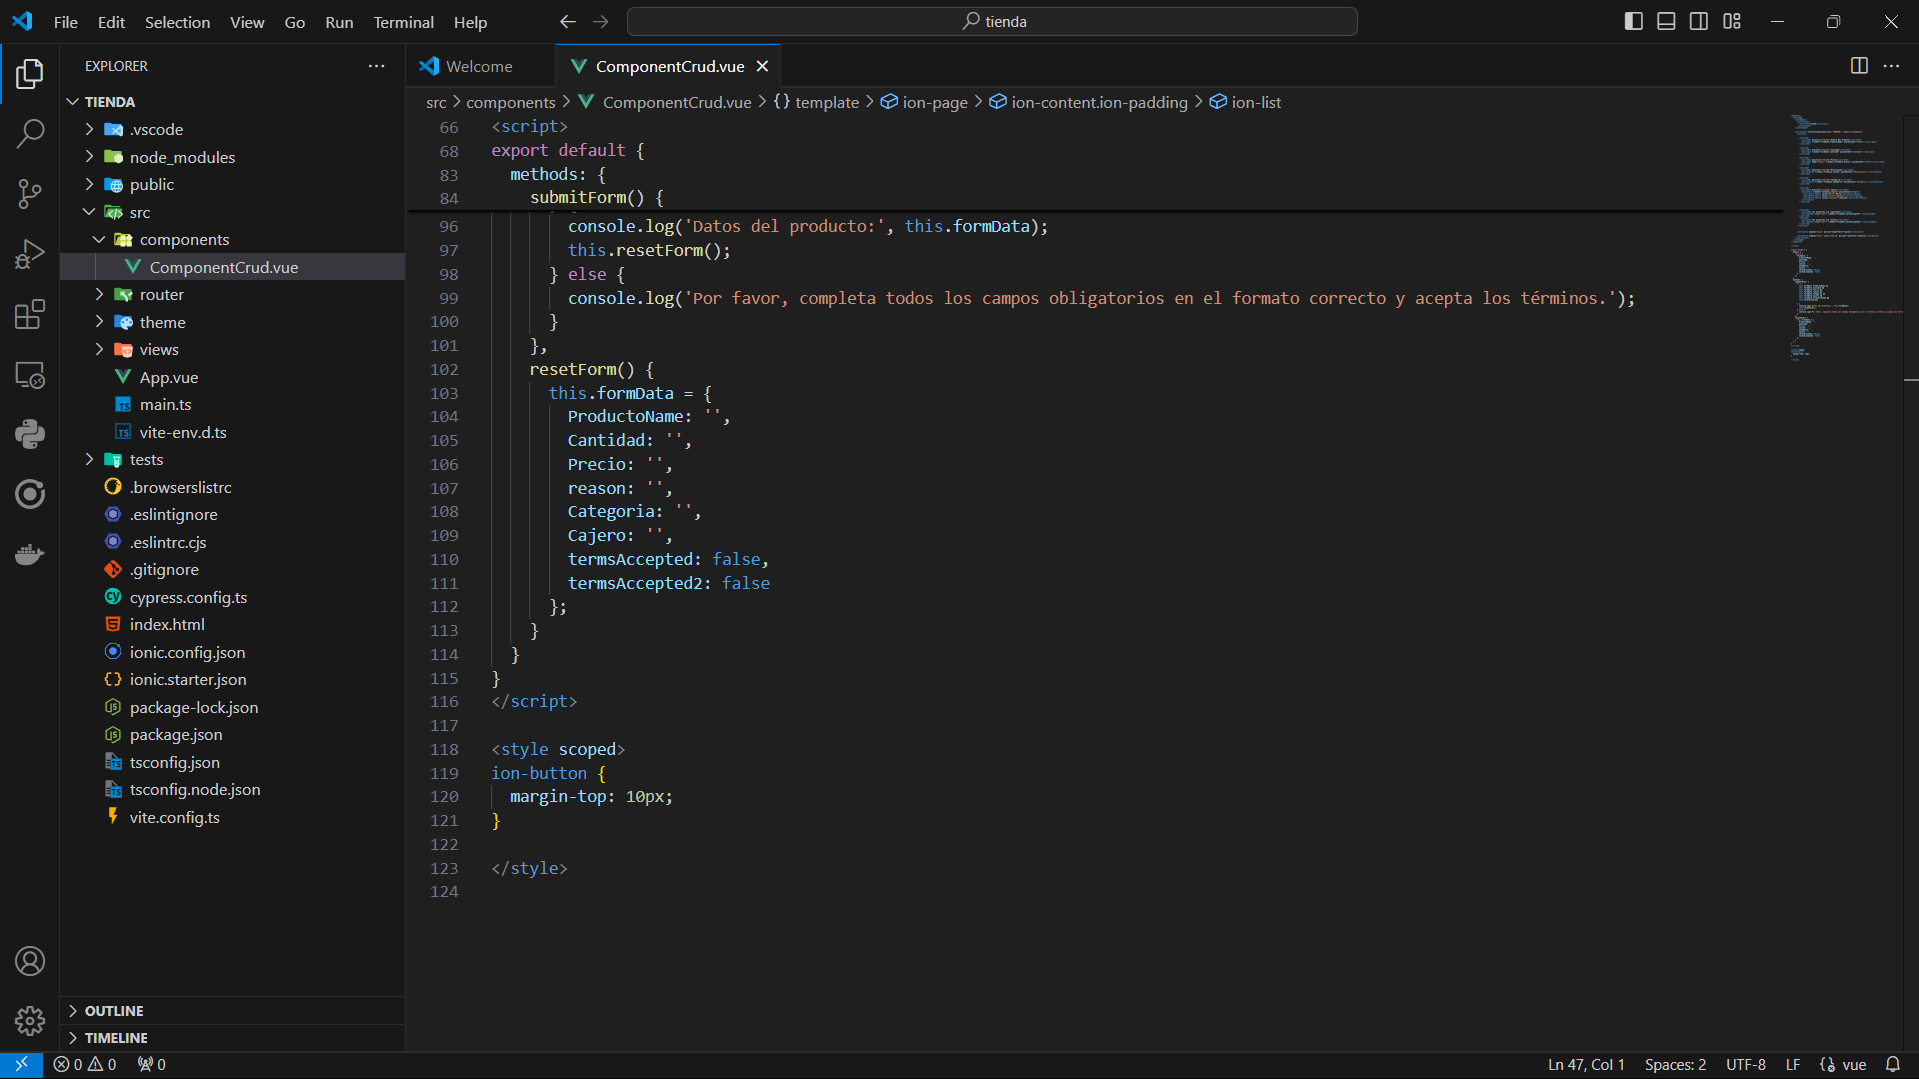 File Edit Selection View Go Run Terminal Help
tienda
EXPLORER
Welcome
ComponentCrud.vue
src > components > ComponentCrud.vue > {} template > ion-page > ion-content.ion-padding > ion-list
TIENDA
.vscode
node_modules
public
src
components
ComponentCrud.vue
router
theme
views
App.vue
TS main.ts
TS vite-env.d.ts
tests
.browserslistrc
.eslintignore
.eslintrc.cjs
.gitignore
cypress.config.ts
index.html
ionic.config.json
ionic.starter.json
package-lock.json
package.json
tsconfig.json
tsconfig.node.json
vite.config.ts
OUTLINE
TIMELINE
66 <script>
68 export default {
83 methods: {
84 submitForm() {
96 console.log('Datos del producto:', this.formData);
97 this.resetForm();
98 } else {
99 console.log('Por favor, completa todos los campos obligatorios en el formato correcto y acepta los términos.');
100 }
101 },
102 resetForm() {
103 this.formData = {
104 ProductoName: '',
105 Cantidad: '',
106 Precio: '',
107 reason: '',
108 Categoria: '',
109 Cajero: '',
110 termsAccepted: false,
111 termsAccepted2: false
112 };
113 }
114 }
115 }
116 </script>
117
118 <style scoped>
119 ion-button {
120 margin-top: 10px;
121 }
122
123 </style>
124
0 0 0
Ln 47, Col 1 Spaces: 2 UTF-8 LF {} vue